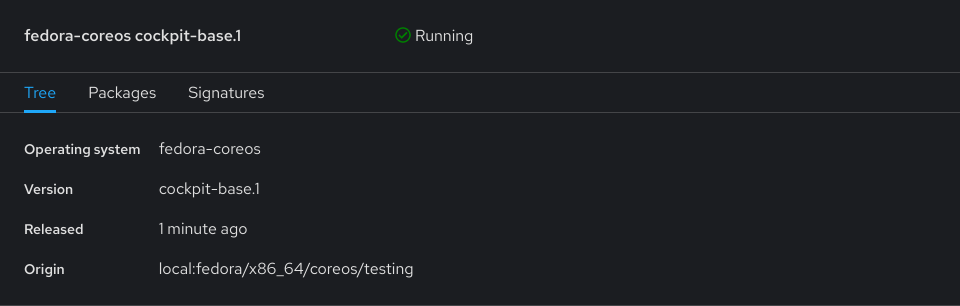 fedora-coreos cockpit-base.1 Running
Tree Packages Signatures
Operating system fedora-coreos
Version cockpit-base.1
Released 1 minute ago
Origin local:fedora/x86_64/coreos/testing